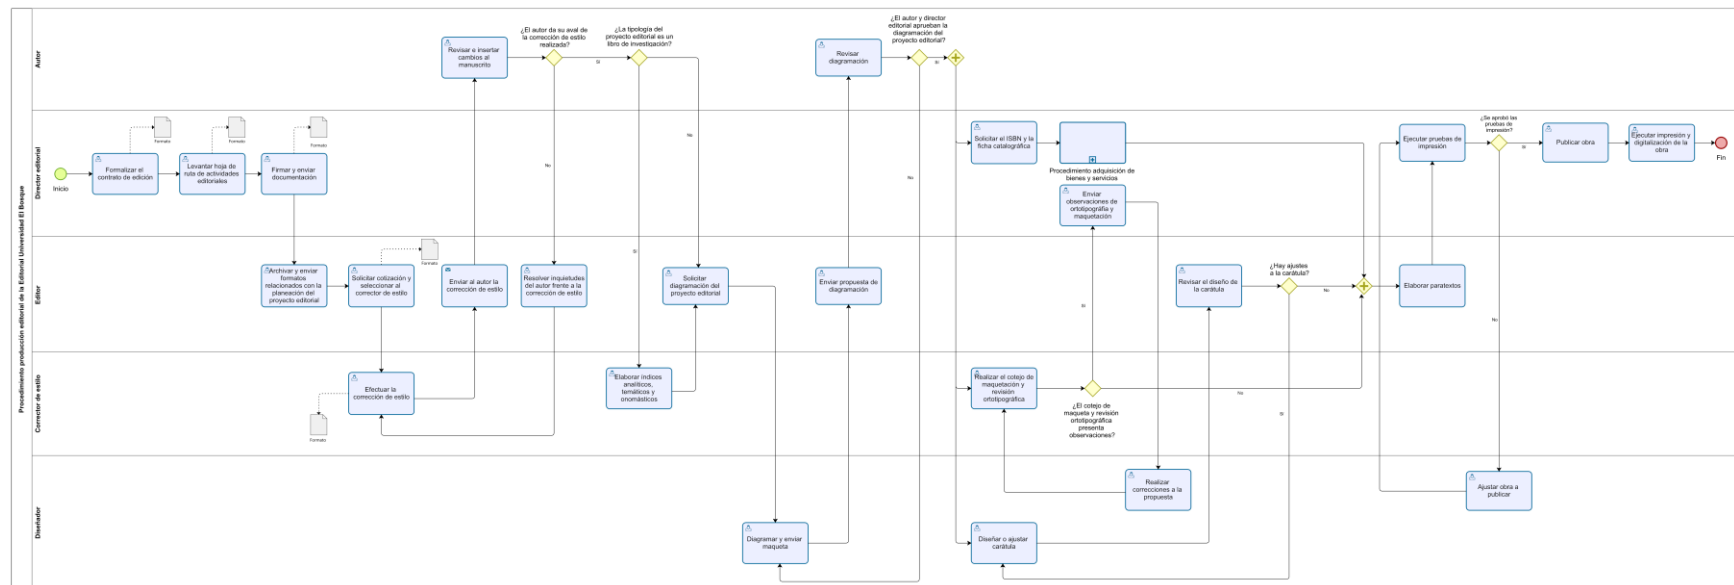 Procedimiento producción editorial de la Editorial Universidad El Bosque
Autor
Revisar e insertar
cambios al
manuscrito
¿El autor da su aval de
la corrección de estilo
realizada?
Si
¿La tipología del
proyecto editorial es un
libro de investigación?
No
No
Si
Revisar
diagramación
¿El autor y director
editorial aprueban la
diagramación del
proyecto editorial?
Si
No
Director editorial
Inicio
Formalizar el
contrato de edición
Formato
Levantar hoja de
ruta de actividades
editoriales
Formato
Firmar y enviar
documentación
Formato
Solicitar el ISBN y la
ficha catalográfica
Procedimiento adquisición de
bienes y servicios
Enviar
observaciones de
ortotipografía y
maquetación
Ejecutar pruebas de
impresión
¿Se aprobó las
pruebas de
impresión?
Si
No
Publicar obra
Ejecutar impresión y
digitalización de la
obra
Fin
Editor
Archivar y enviar
formatos
relacionados con la
planeación del
proyecto editorial
Solicitar cotización y
seleccionar al
corrector de estilo
Formato
Enviar al autor la
corrección de estilo
Resolver inquietudes
del autor frente a la
corrección de estilo
Solicitar
diagramación del
proyecto editorial
Enviar propuesta de
diagramación
Revisar el diseño de
la carátula
¿Hay ajustes
a la carátula?
No
Si
Elaborar paratextos
Corrector de estilo
Efectuar la
corrección de estilo
Formato
Elaborar índices
analíticos,
temáticos y
onomásticos
Realizar el cotejo de
maquetación y
revisión
ortotipográfica
Si
¿El cotejo de
maqueta y revisión
ortotipográfica
presenta
observaciones?
No
Diseñador
Diagramar y enviar
maqueta
Realizar
correcciones a la
propuesta
Diseñar o ajustar
carátula
Ajustar obra a
publicar